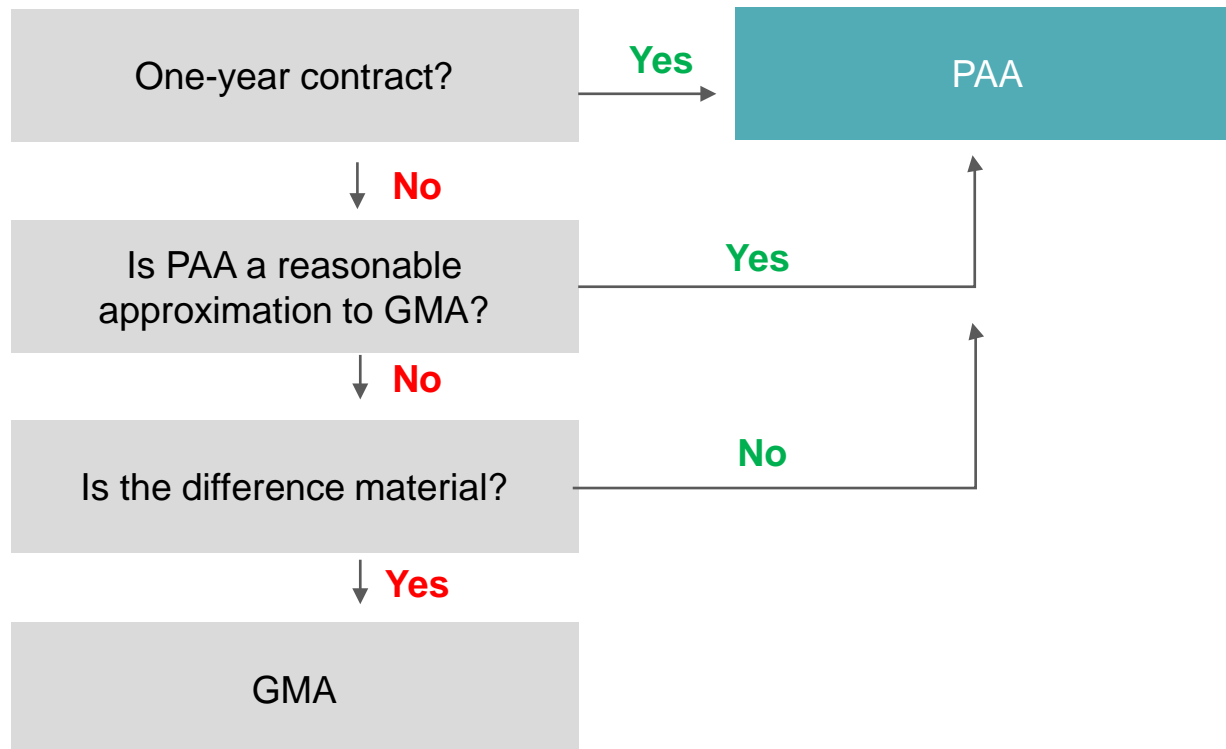 One-year contract?
Yes
PAA
No
Is PAA a reasonable
approximation to GMA?
Yes
No
Is the difference material?
No
Yes
GMA